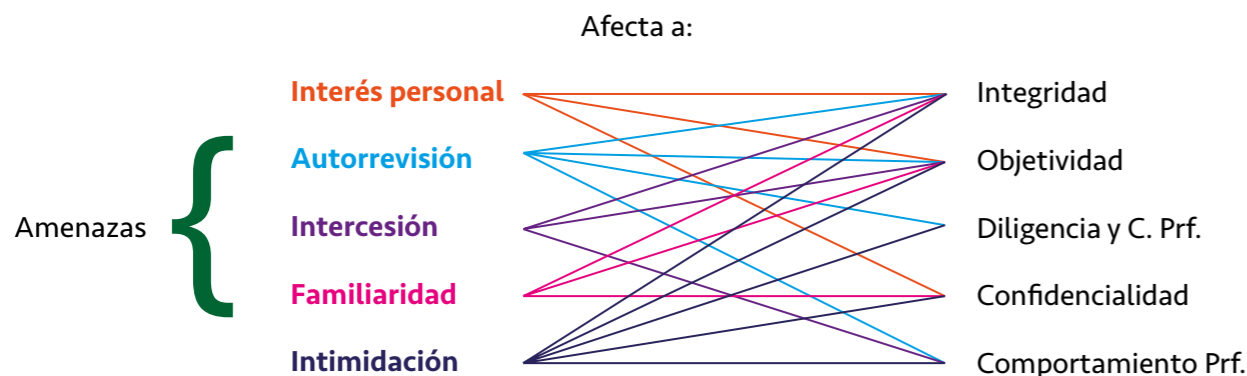 Afecta a:
Interés personal
Integridad
Autorrevisión
Objetividad
Amenazas
Intercesión
Diligencia y C. Prf.
Familiaridad
Confidencialidad
Intimidación
Comportamiento Prf.